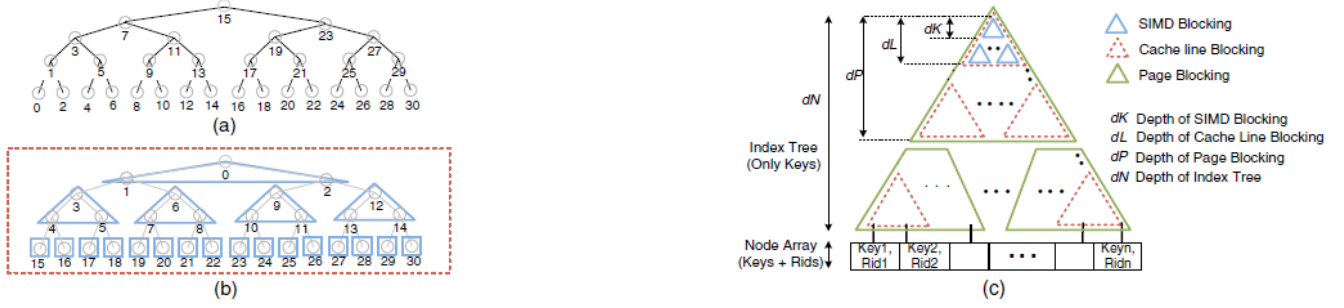 15
7 23
3 11 19 27
1 5 9 13 17 21 25 29
0 2 4 6 8 10 12 14 16 18 20 22 24 26 28 30
(a)
0
1 2
3 6 9 12
4 5 7 8 10 11 13 14
15 16 17 18 19 20 21 22 23 24 25 26 27 28 29 30
(b)
dK
dL
dP
dN
Index Tree
(Only Keys)
Node Array
(Keys + Rids)
Key1,
Rid1
Key2,
Rid2
Keyn,
Ridn
(c)
SIMD Blocking
Cache line Blocking
Page Blocking
dK Depth of SIMD Blocking
dL Depth of Cache Line Blocking
dP Depth of Page Blocking
dN Depth of Index Tree